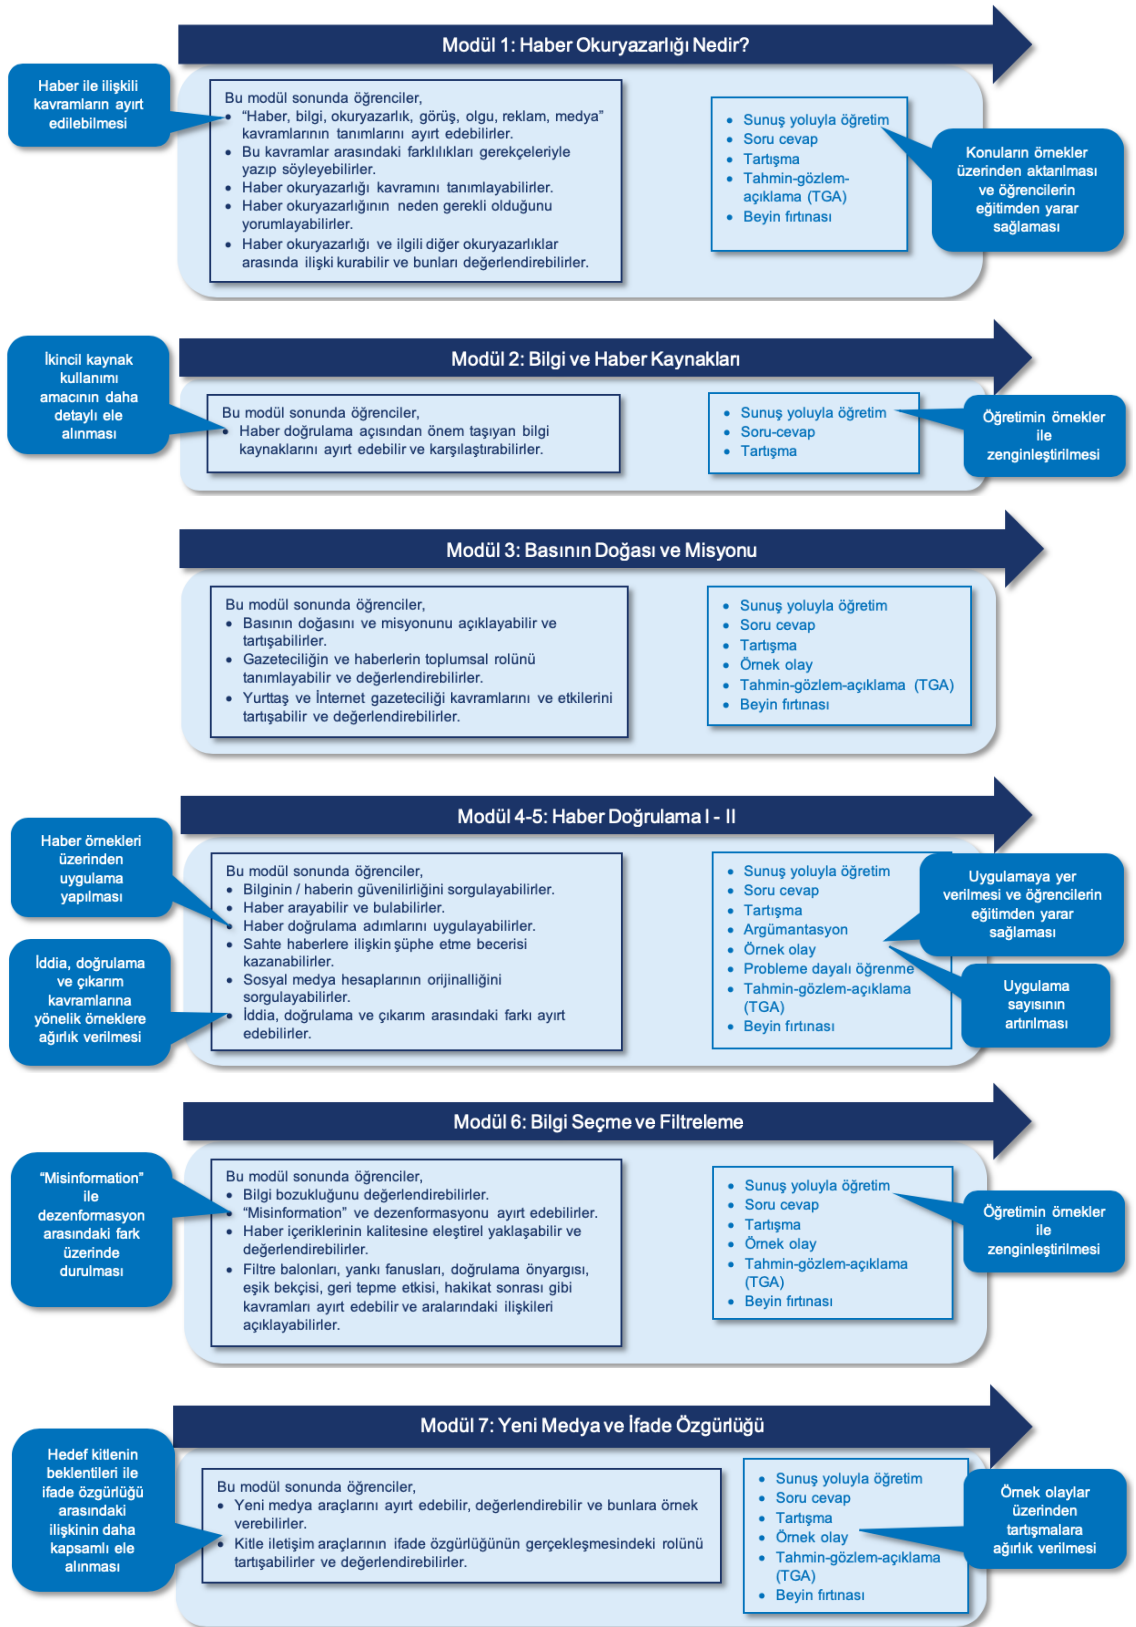 Modül 1: Haber Okuryazarlığı Nedir?
Haber ile ilişkili
kavramların ayırt
edilebilmesi
Bu modül sonunda öğrenciler,
• “Haber, bilgi, okuryazarlık, görüş, olgu, reklam, medya”
kavramlarının tanımlarını ayırt edebilirler.
• Bu kavramlar arasındaki farklılıkları gerekçeleriyle
yazıp söyleyebilirler.
• Haber okuryazarlığı kavramını tanımlayabilirler.
• Haber okuryazarlığının neden gerekli olduğunu
yorumlayabilirler.
• Haber okuryazarlığı ve ilgili diğer okuryazarlıklar
arasında ilişki kurabilir ve bunları değerlendirebilirler.
• Sunuş yoluyla öğretim
• Soru cevap
• Tartışma
• Tahmin-gözlem-
açıklama (TGA)
• Beyin fırtınası
Konuların örnekler
üzerinden aktarılması
ve öğrencilerin
eğitimden yarar
sağlaması
Modül 2: Bilgi ve Haber Kaynakları
İkincil kaynak
kullanımı
amacının daha
detaylı ele
alınması
Bu modül sonunda öğrenciler,
• Haber doğrulama açısından önem taşıyan bilgi
kaynaklarını ayırt edebilir ve karşılaştırabilirler.
• Sunuş yoluyla öğretim
• Soru-cevap
• Tartışma
Öğretimin örnekler
ile
zenginleştirilmesi
Modül 3: Basının Doğası ve Misyonu
Bu modül sonunda öğrenciler,
• Basının doğasını ve misyonunu açıklayabilir ve
tartışabilirler.
• Gazeteciliğin ve haberlerin toplumsal rolünü
tanımlayabilir ve değerlendirebilirler.
• Yurttaş ve İnternet gazeteciliği kavramlarını ve etkilerini
tartışabilir ve değerlendirebilirler.
• Sunuş yoluyla öğretim
• Soru cevap
• Tartışma
• Örnek olay
• Tahmin-gözlem-açıklama (TGA)
• Beyin fırtınası
Modül 4-5: Haber Doğrulama I - II
Haber örnekleri
üzerinden
uygulama
yapılması
İddia, doğrulama
ve çıkarım
kavramlarına
yönelik örneklere
ağırlık verilmesi
Bu modül sonunda öğrenciler,
• Bilginin / haberin güvenilirliğini sorgulayabilirler.
• Haber arayabilir ve bulabilirler.
• Haber doğrulama adımlarını uygulayabilirler.
• Sahte haberlere ilişkin şüphe etme becerisi
kazanabilirler.
• Sosyal medya hesaplarının orijinalliğini
sorgulayabilirler.
• İddia, doğrulama ve çıkarım arasındaki farkı ayırt
edebilirler.
• Sunuş yoluyla öğretim
• Soru cevap
• Tartışma
• Argümantasyon
• Örnek olay
• Probleme dayalı öğrenme
• Tahmin-gözlem-açıklama
(TGA)
• Beyin fırtınası
Uygulamaya yer
verilmesi ve öğrencilerin
eğitimden yarar
sağlaması
Uygulama
sayısının
artırılması
Modül 6: Bilgi Seçme ve Filtreleme
“Misinformation”
ile
dezenformasyon
arasındaki fark
üzerinde
durulması
Bu modül sonunda öğrenciler,
• Bilgi bozukluğunu değerlendirebilirler.
• “Misinformation” ve dezenformasyonu ayırt edebilirler.
• Haber içeriklerinin kalitesine eleştirel yaklaşabilir ve
değerlendirebilirler.
• Filtre balonları, yankı fanusları, doğrulama önyargısı,
eşik bekçisi, geri tepme etkisi, hakikat sonrası gibi
kavramları ayırt edebilir ve aralarındaki ilişkileri
açıklayabilirler.
• Sunuş yoluyla öğretim
• Soru cevap
• Tartışma
• Örnek olay
• Tahmin-gözlem-açıklama
(TGA)
• Beyin fırtınası
Öğretimin örnekler
ile
zenginleştirilmesi
Modül 7: Yeni Medya ve İfade Özgürlüğü
Hedef kitlenin
beklentileri ile
ifade özgürlüğü
arasındaki
ilişkinin daha
kapsamlı ele
alınması
Bu modül sonunda öğrenciler,
• Yeni medya araçlarını ayırt edebilir, değerlendirebilir ve bunlara örnek
verebilirler.
• Kitle iletişim araçlarının ifade özgürlüğünün gerçekleşmesindeki rolünü
tartışabilirler ve değerlendirebilirler.
• Sunuş yoluyla öğretim
• Soru cevap
• Tartışma
• Örnek olay
• Tahmin-gözlem-açıklama
(TGA)
• Beyin fırtınası
Örnek olaylar
üzerinden
tartışmalara
ağırlık verilmesi